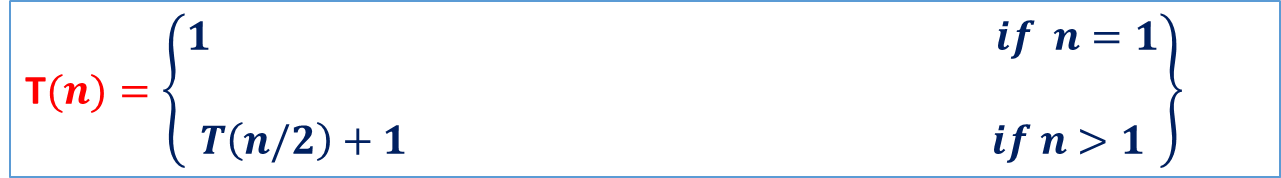 1 if n = 1
T(n) =
T(n/2) + 1 if n > 1